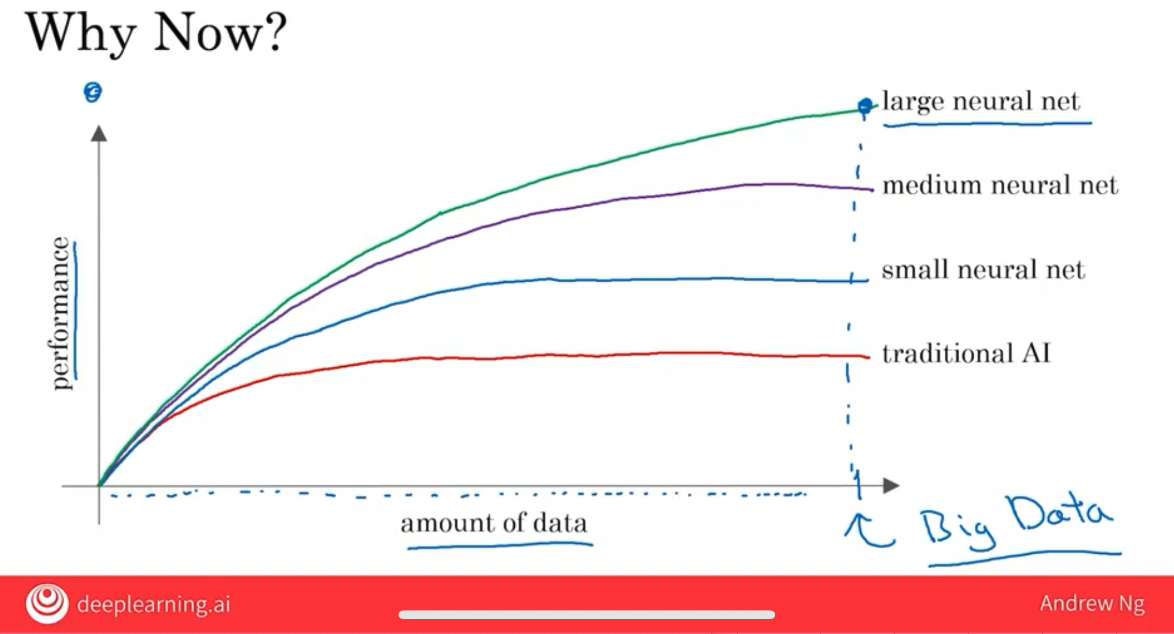 Why Now?
large neural net
medium neural net
small neural net
traditional AI
performance
amount of data
Big Data
deeplearning.ai
Andrew Ng